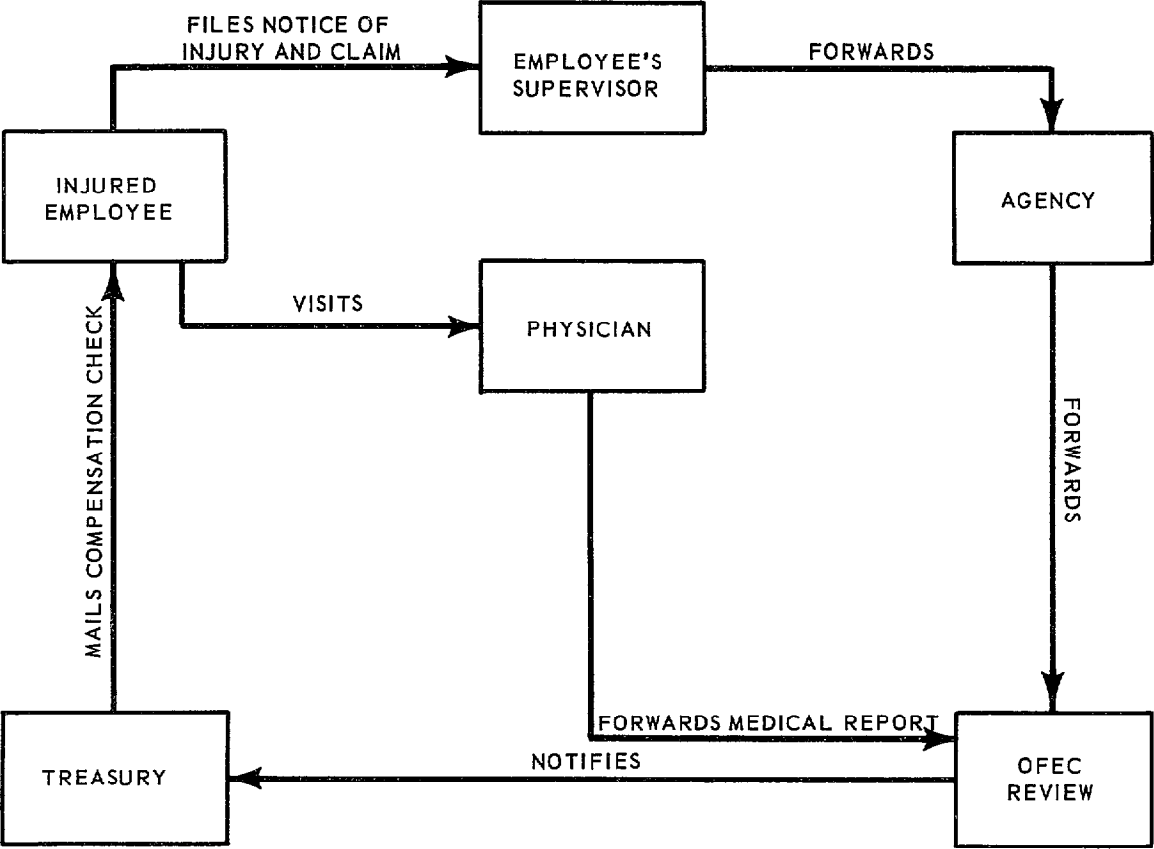 FILES NOTICE OF
INJURY AND CLAIM
EMPLOYEE'S
SUPERVISOR
FORWARDS
INJURED
EMPLOYEE
AGENCY
VISITS
PHYSICIAN
MAILS COMPENSATION CHECK
FORWARDS
FORWARDS MEDICAL REPORT
NOTIFIES
TREASURY
OFEC
REVIEW